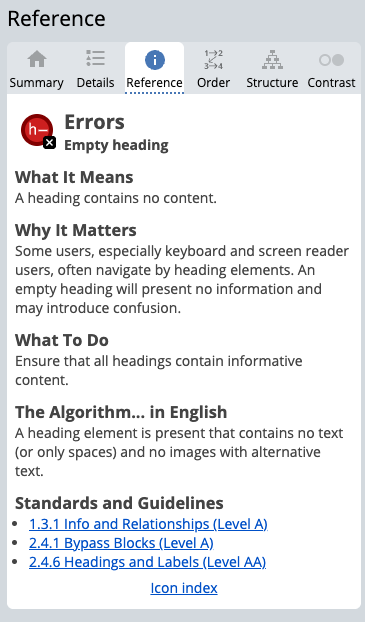 Reference
Summary Details Reference Order Structure Contrast
h–
Errors
Empty heading
What It Means
A heading contains no content.
Why It Matters
Some users, especially keyboard and screen reader
users, often navigate by heading elements. An
empty heading will present no information and
may introduce confusion.
What To Do
Ensure that all headings contain informative
content.
The Algorithm... in English
A heading element is present that contains no text
(or only spaces) and no images with alternative
text.
Standards and Guidelines
• 1.3.1 Info and Relationships (Level A)
• 2.4.1 Bypass Blocks (Level A)
• 2.4.6 Headings and Labels (Level AA)
Icon index